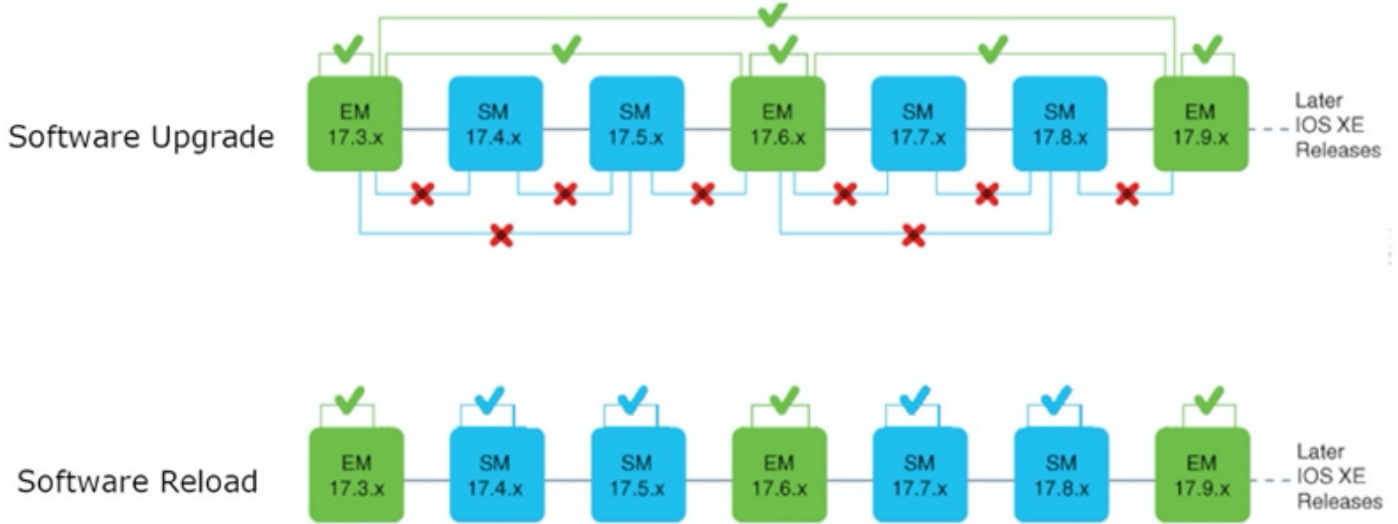 EM
17.3.x
SM
17.4.x
SM
17.5.x
EM
17.6.x
SM
17.7.x
SM
17.8.x
EM
17.9.x
Later
IOS XE
Releases
Software Upgrade
EM
17.3.x
SM
17.4.x
SM
17.5.x
EM
17.6.x
SM
17.7.x
SM
17.8.x
EM
17.9.x
Later
IOS XE
Releases
Software Reload